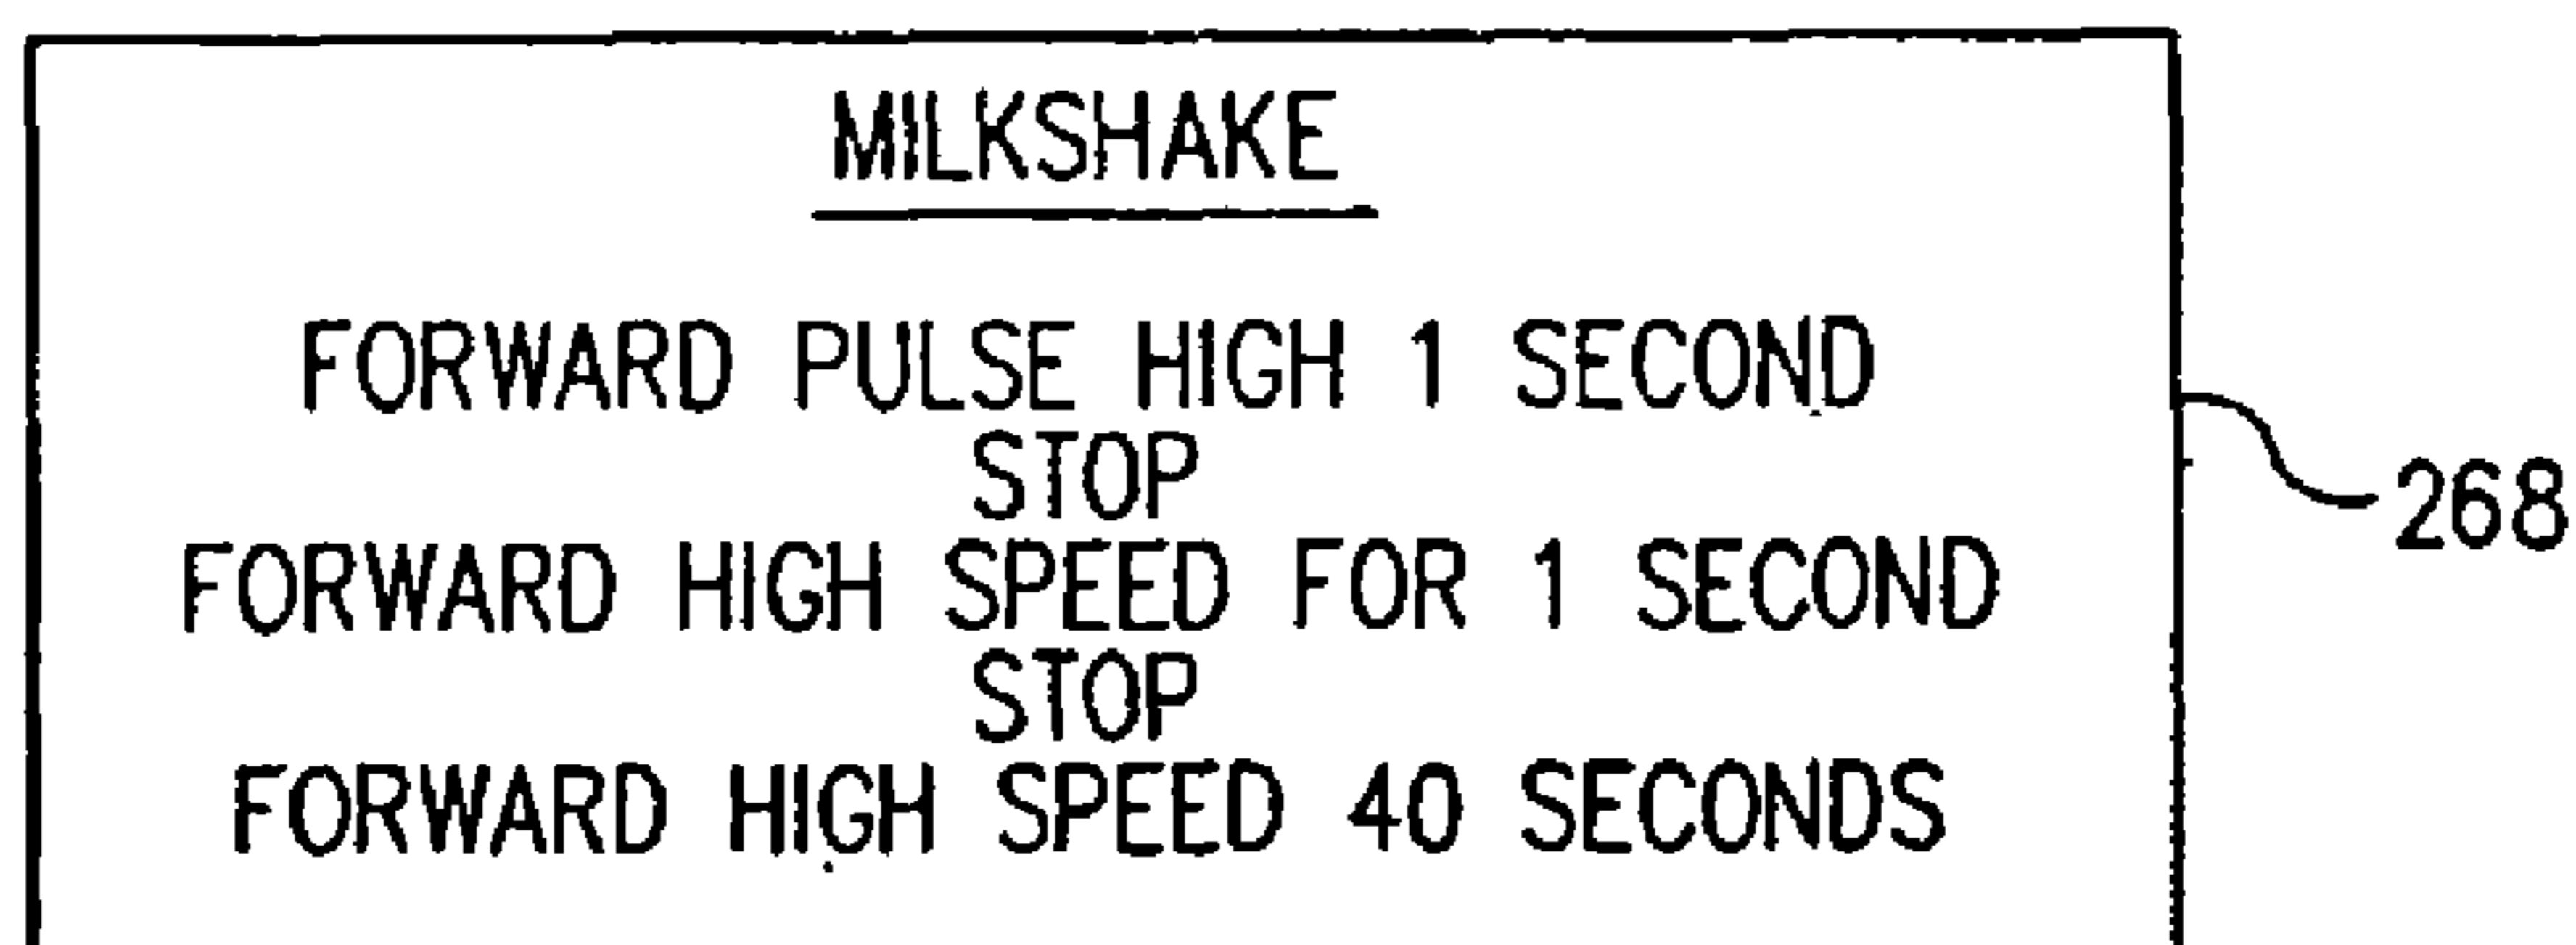 MILKSHAKE
FORWARD PULSE HIGH 1 SECOND
STOP
FORWARD HIGH SPEED FOR 1 SECOND
STOP
FORWARD HIGH SPEED 40 SECONDS
268